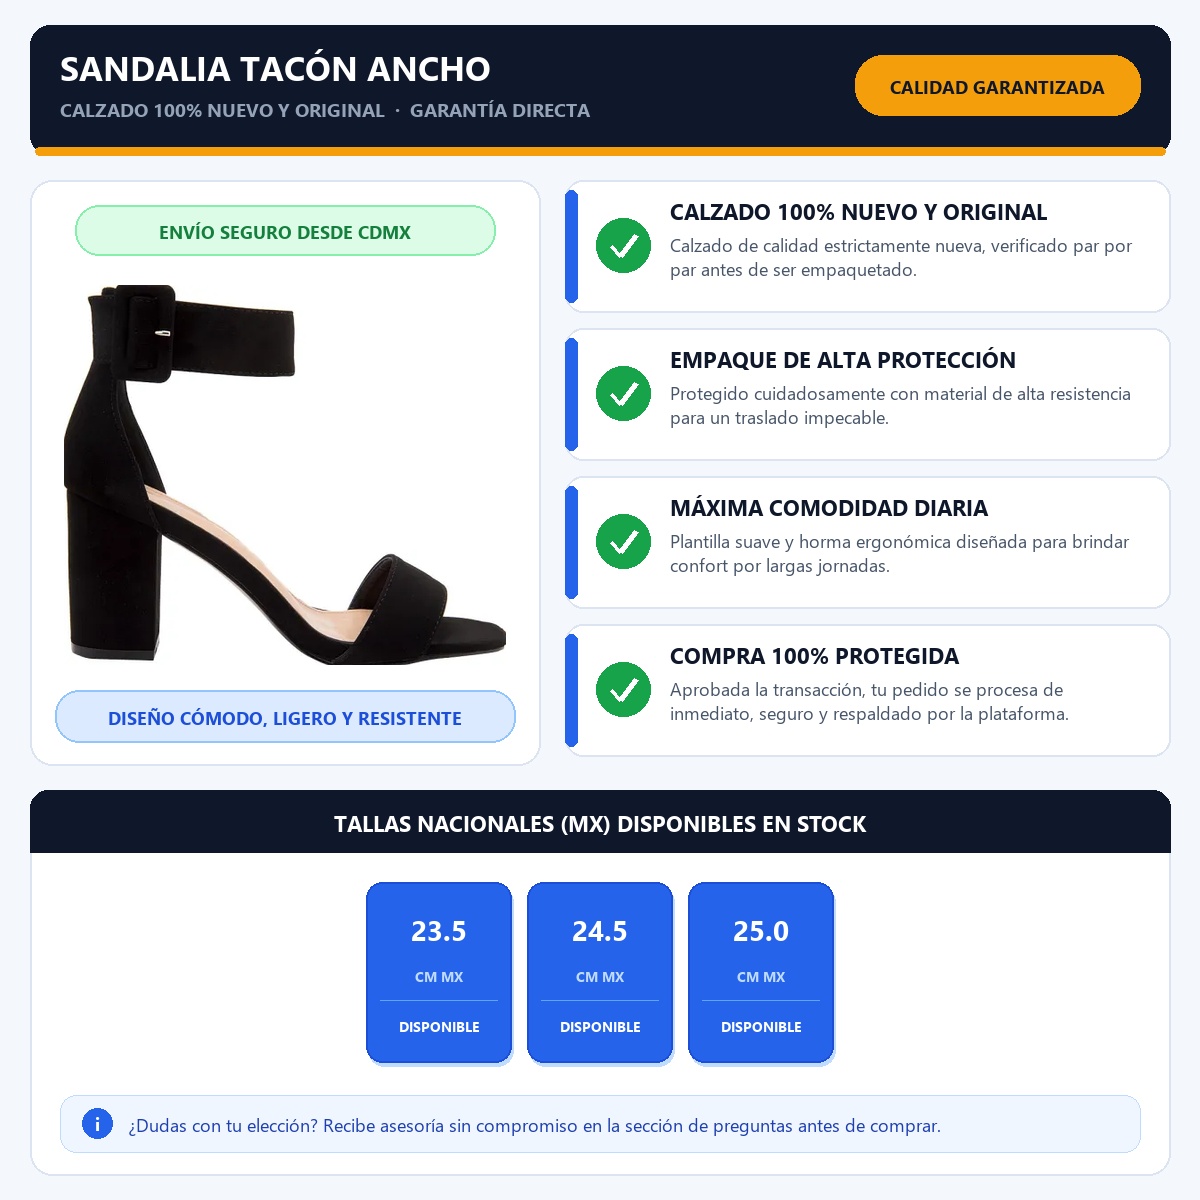 SANDALIA TACÓN ANCHO
CALZADO 100% NUEVO Y ORIGINAL · GARANTÍA DIRECTA
CALIDAD GARANTIZADA
ENVÍO SEGURO DESDE CDMX
DISEÑO CÓMODO, LIGERO Y RESISTENTE
CALZADO 100% NUEVO Y ORIGINAL
Calzado de calidad estrictamente nueva, verificado par por
par antes de ser empaquetado.
EMPAQUE DE ALTA PROTECCIÓN
Protegido cuidadosamente con material de alta resistencia
para un traslado impecable.
MÁXIMA COMODIDAD DIARIA
Plantilla suave y horma ergonómica diseñada para brindar
confort por largas jornadas.
COMPRA 100% PROTEGIDA
Aprobada la transacción, tu pedido se procesa de
inmediato, seguro y respaldado por la plataforma.
TALLAS NACIONALES (MX) DISPONIBLES EN STOCK
23.5
CM MX
DISPONIBLE
24.5
CM MX
DISPONIBLE
25.0
CM MX
DISPONIBLE
¿Dudas con tu elección? Recibe asesoría sin compromiso en la sección de preguntas antes de comprar.